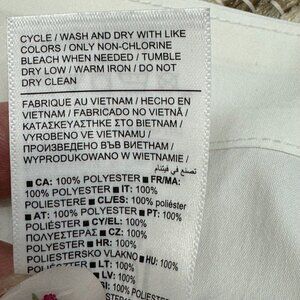 CYCLE / WASH AND DRY WITH LIKE
COLORS / ONLY NON-CHLORINE
BLEACH WHEN NEEDED / TUMBLE
DRY LOW / WARM IRON / DO NOT
DRY CLEAN
FABRIQUE AU VIETNAM / HECHO EN
VIETNAM / FABRICADO NO VIETNÃ /
ΚΑΤΑΣΚΕΥΑΣΤΗΚΕ ΣΤΟ ΒΙΕΤΝΑΜ /
VYROBENO VE VIETNAMU /
ПРОИЗВЕДЕНО ВЪВ ВИЕТНАМ /
WYPRODUKOWANO W WIETNAMIE /
صنع في فيتنام
■ CA: 100% POLYESTER ■ FR/MA:
100% POLYESTER ■ IT: 100%
POLIESTERE ■ CL/ES: 100% poliéster
■ AT: 100% POLYESTER ■ PT: 100%
POLIÉSTER ■ CY/EL: 100%
ΠΟΛΥΕΣΤΕΡΑΣ ■ CZ: 100%
POLYESTER ■ HR: 100%
POLIESTERSKO VLAKNO ■ HU: 100%
POLIÉSZTER ■ LT: 100%
■ LV: 100%
100%